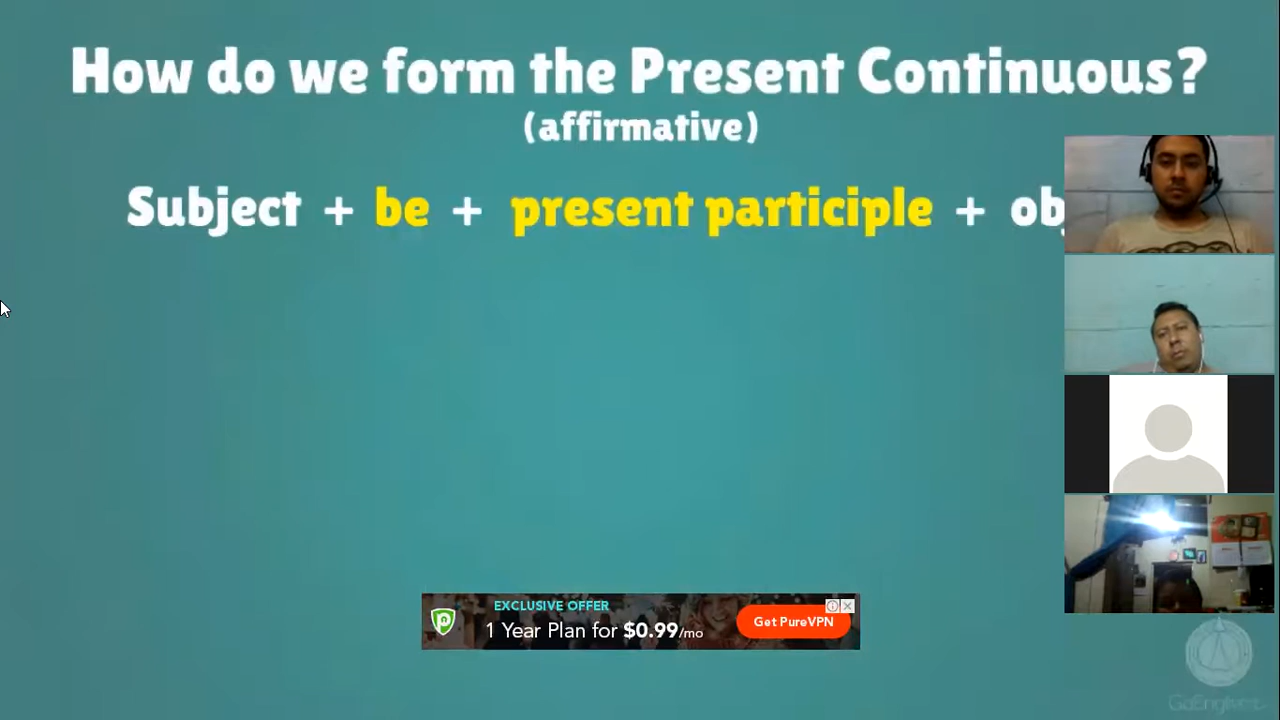 How do we form the Present Continuous?
(affirmative)
Subject + be + present participle + ob
EXCLUSIVE OFFER
1 Year Plan for $0.99/mo
Get PureVPN